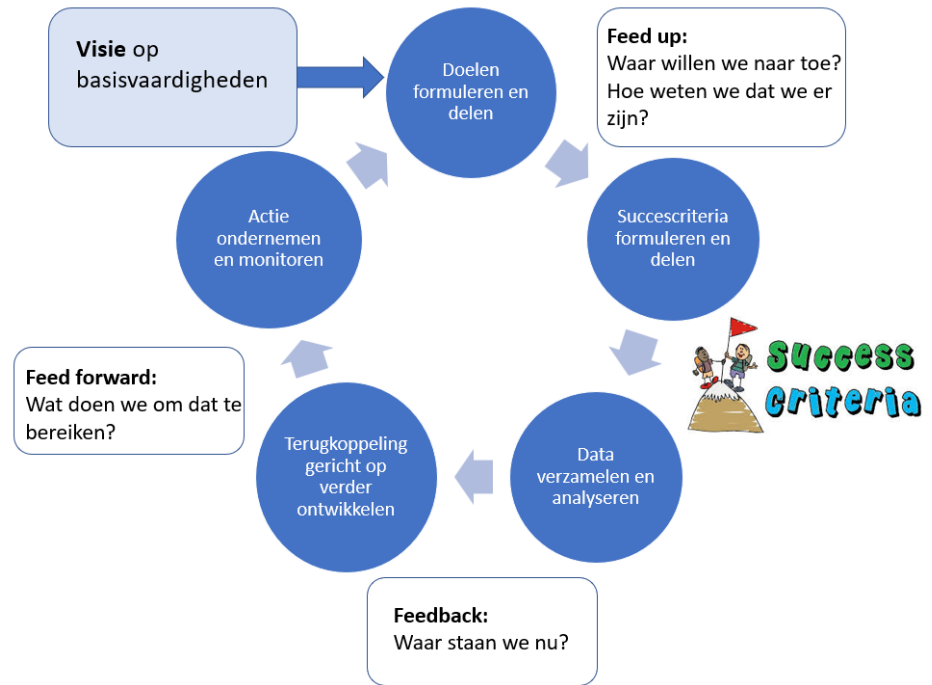 Visie op
basisvaardigheden
Doelen
formuleren en
delen
Feed up:
Waar willen we naar toe?
Hoe weten we dat we er
zijn?
Succescriteria
formuleren en
delen
Success
Criteria
Data
verzamelen en
analyseren
Feedback:
Waar staan we nu?
Terugkoppeling
gericht op
verder
ontwikkelen
Feed forward:
Wat doen we om dat te
bereiken?
Actie
ondernemen
en monitoren